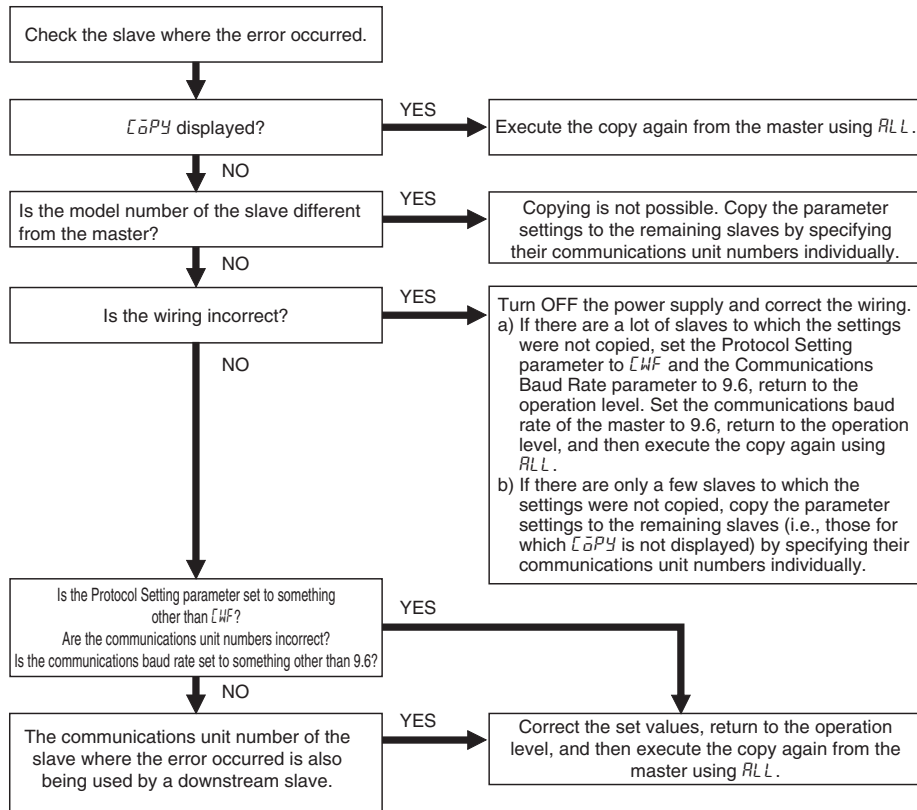 Check the slave where the error occurred.
CoPY displayed?
YES
Execute the copy again from the master using ALL.
NO
Is the model number of the slave different
from the master?
YES
Copying is not possible. Copy the parameter
settings to the remaining slaves by specifying
their communications unit numbers individually.
NO
Is the wiring incorrect?
YES
Turn OFF the power supply and correct the wiring.
a) If there are a lot of slaves to which the settings
were not copied, set the Protocol Setting
parameter to CWF and the Communications
Baud Rate parameter to 9.6, return to the
operation level. Set the communications baud
rate of the master to 9.6, return to the operation
level, and then execute the copy again using
ALL.
b) If there are only a few slaves to which the
settings were not copied, copy the parameter
settings to the remaining slaves (i.e., those for
which CoPY is not displayed) by specifying their
communications unit numbers individually.
NO
Is the Protocol Setting parameter set to something
other than CWF?
Are the communications unit numbers incorrect?
Is the communications baud rate set to something other than 9.6?
YES
NO
The communications unit number of the
slave where the error occurred is also
being used by a downstream slave.
YES
Correct the set values, return to the operation
level, and then execute the copy again from the
master using ALL.